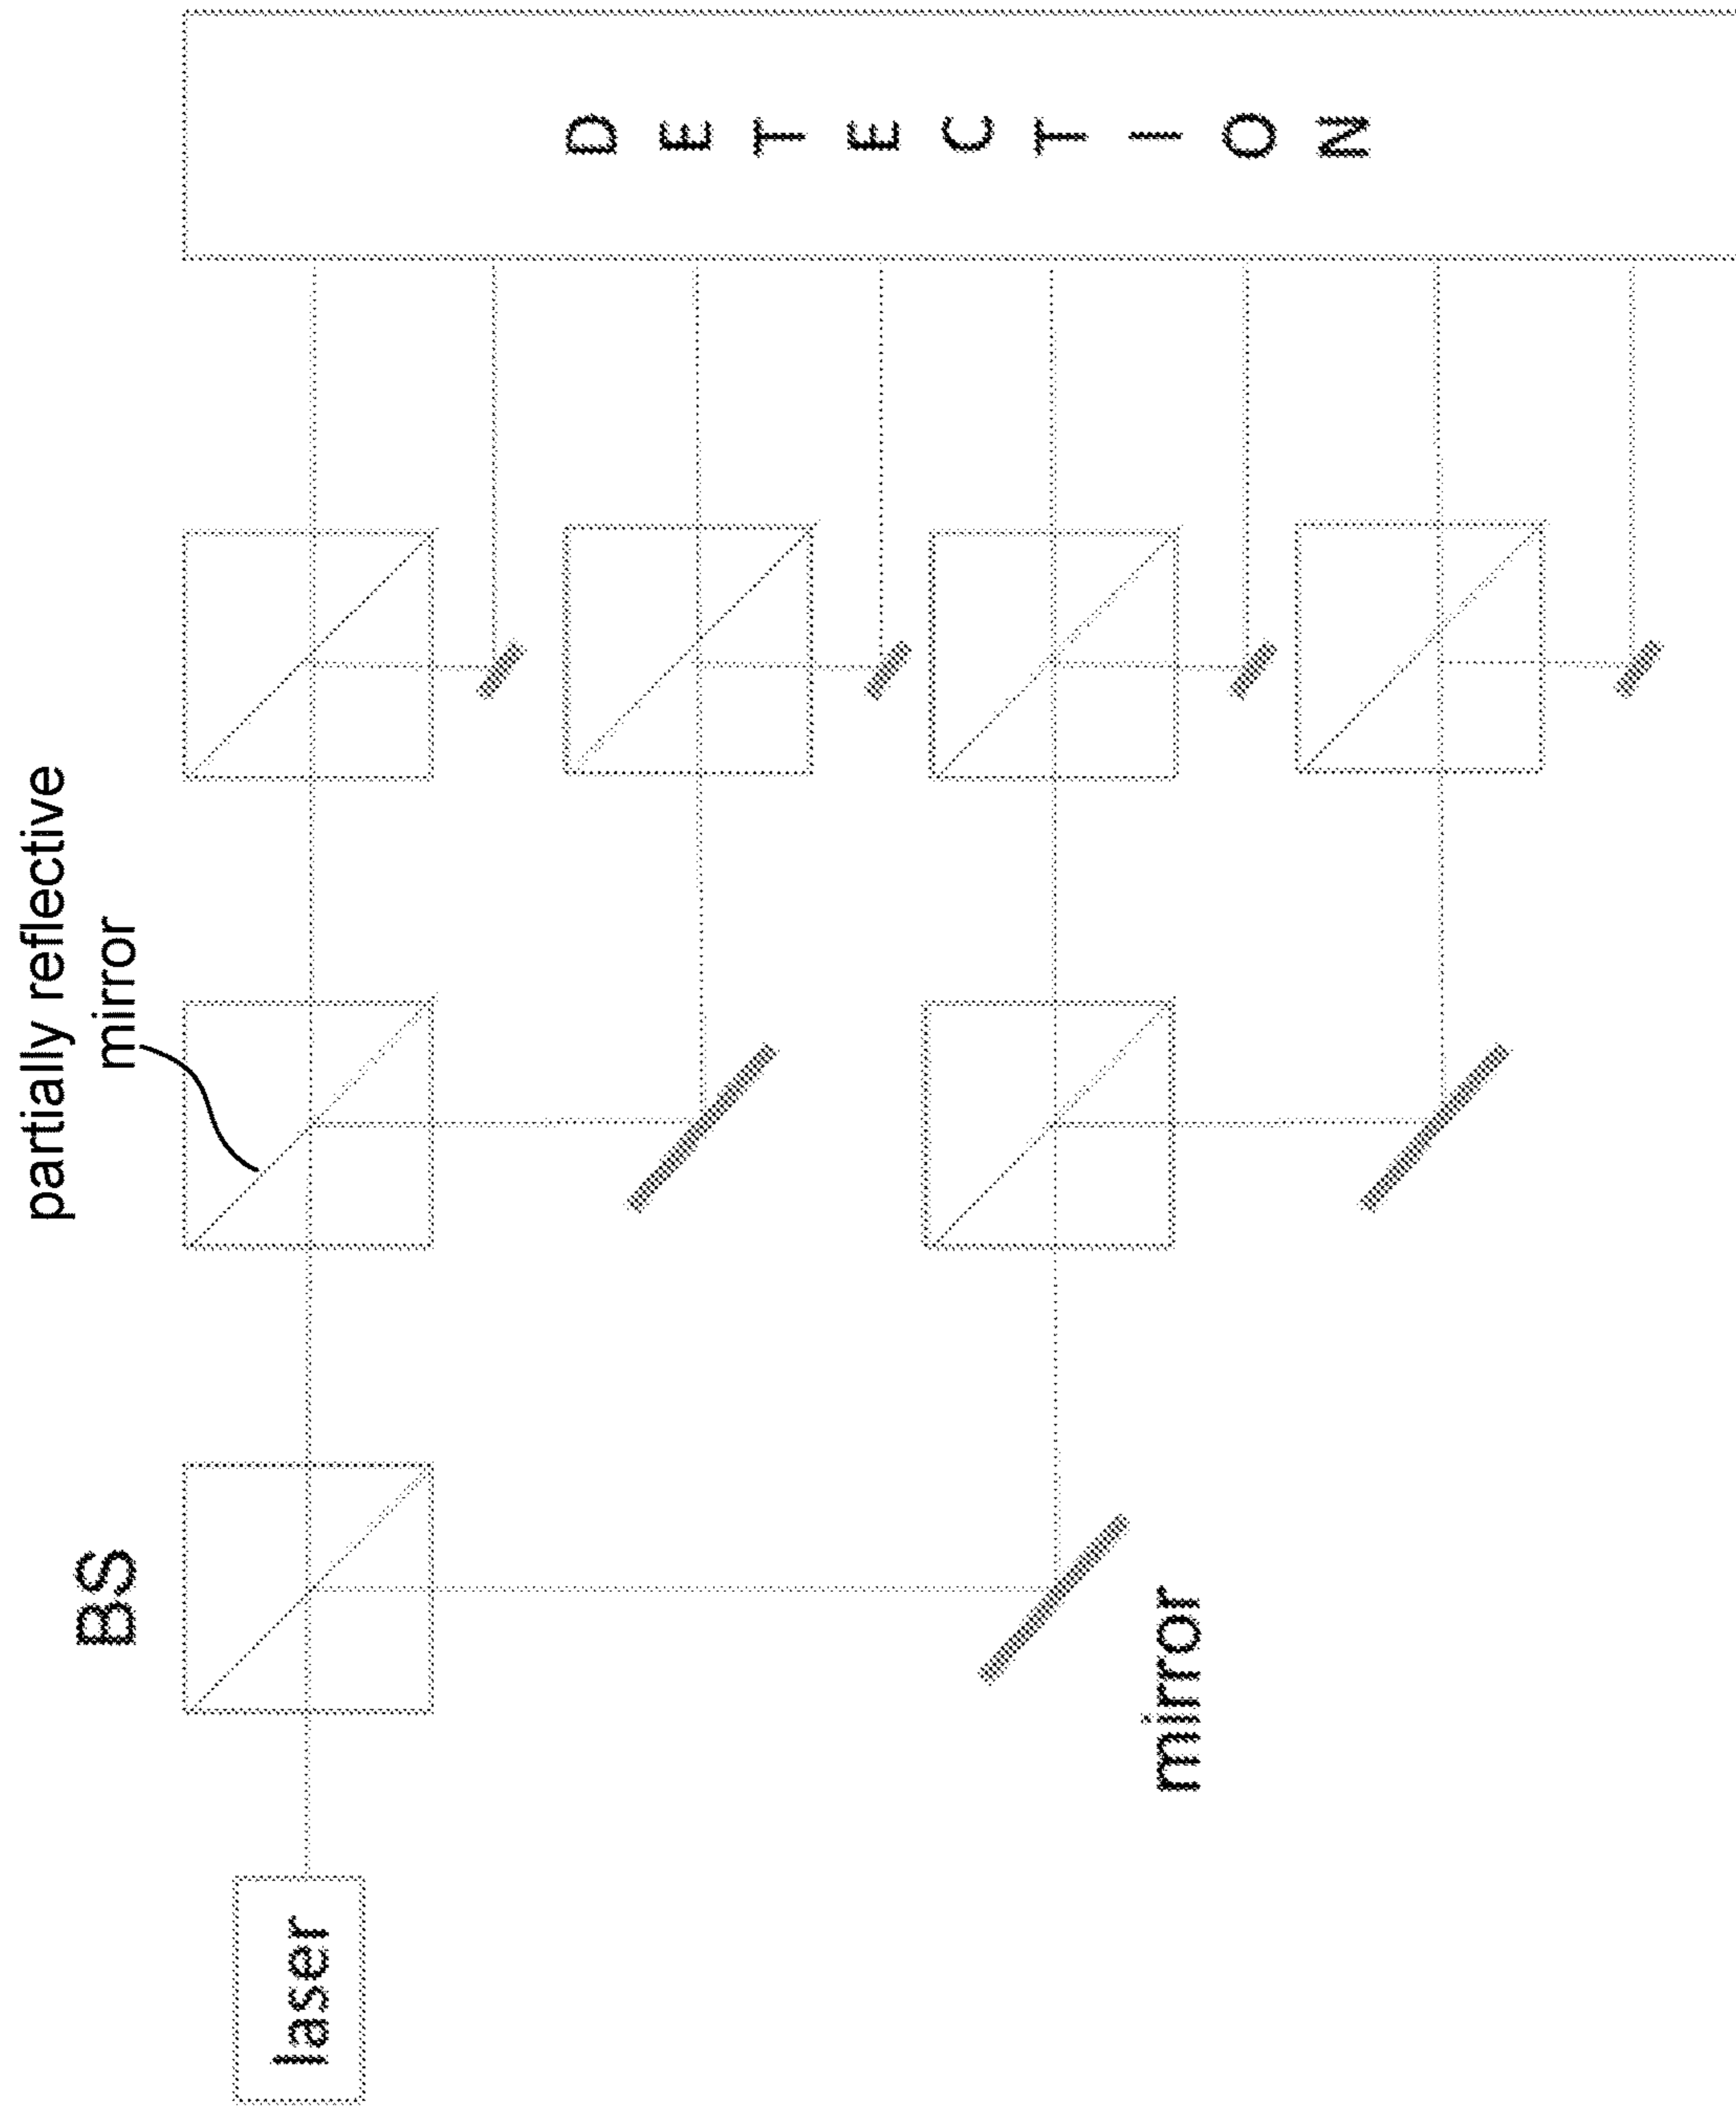 partially reflective
mirror
BS
laser
mirror
DETECTION